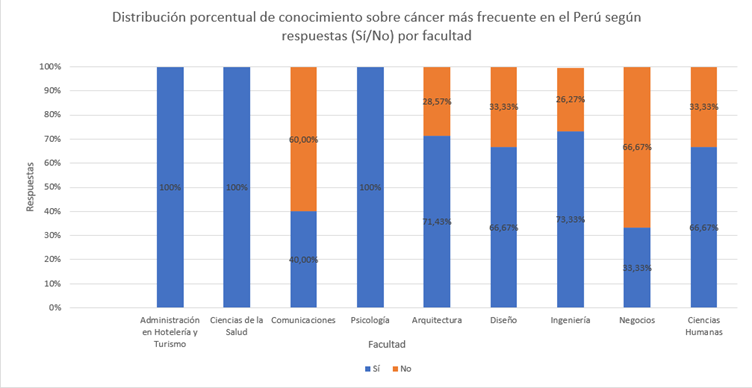 Distribución porcentual de conocimiento sobre cáncer más frecuente en el Perú según
respuestas (Sí/No) por facultad
Respuestas
100%
90%
80%
70%
60%
50%
40%
30%
20%
10%
0%
100%
100%
60,00%
40,00%
100%
28,57%
71,43%
33,33%
66,67%
26,27%
73,33%
66,67%
33,33%
33,33%
66,67%
Administración
en Hotelería y
Turismo
Ciencias de la
Salud
Comunicaciones
Psicología
Arquitectura
Diseño
Ingeniería
Negocios
Ciencias
Humanas
Facultad
Sí
No